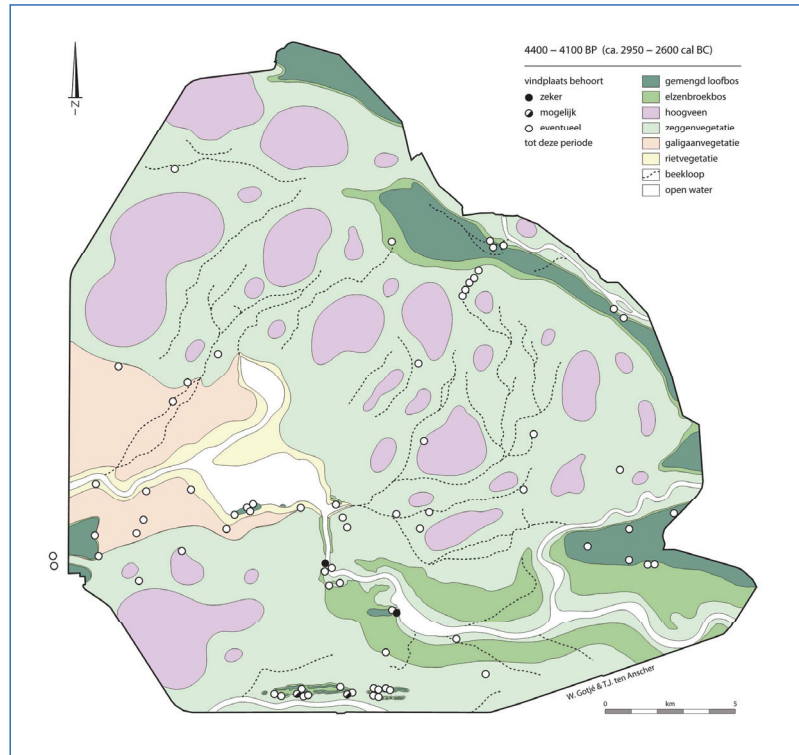 4400 – 4100 BP (ca. 2950 – 2600 cal BC)
vindplaats behoort
zeker
mogelijk
eventueel
tot deze periode
gemengd loofbos
elzenbroekbos
hoogveen
zeggenvegetatie
galigaanvegetatie
rietvegetatie
beekloop
open water
N
W. Gotjé & T.J. ten Anscher
0 km 5